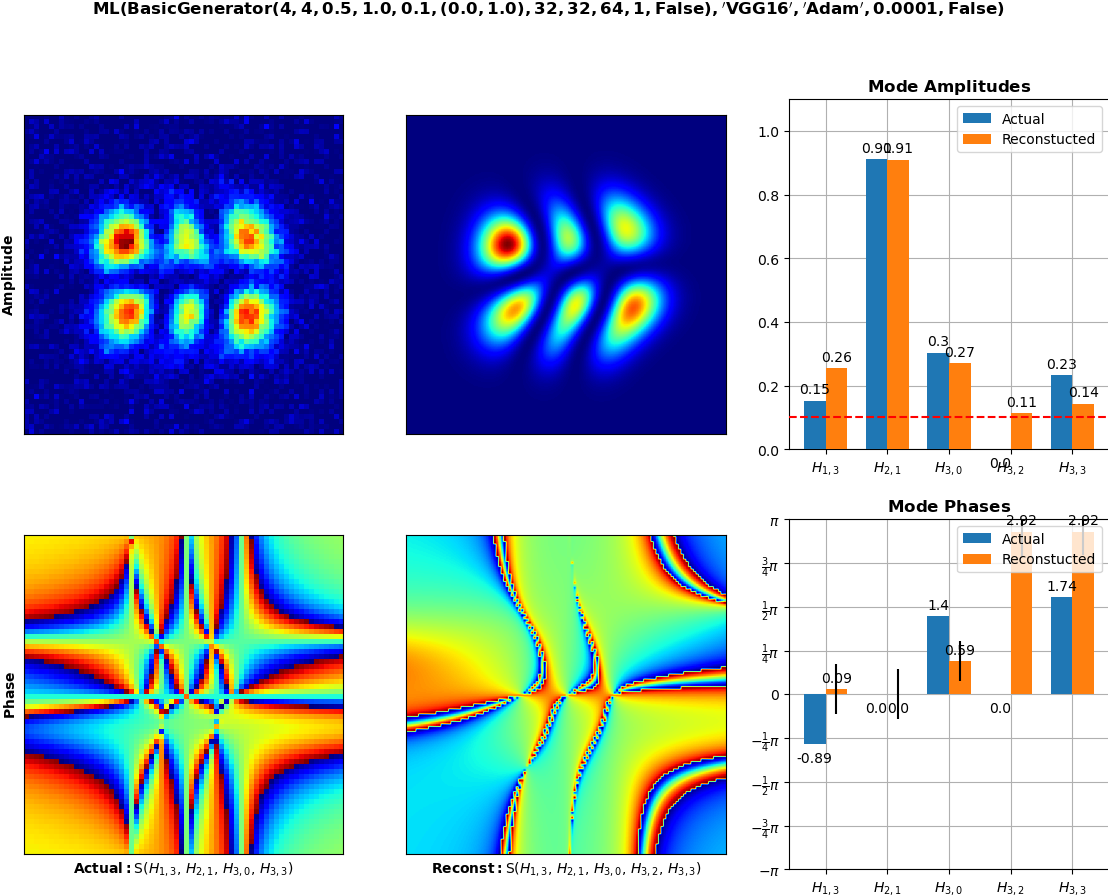 ML(BasicGenerator(4, 4, 0.5, 1.0, 0.1, (0.0, 1.0), 32, 32, 64, 1, False), 'VGG16', 'Adam', 0.0001, False)
Amplitude
Mode Amplitudes
Actual
Reconstucted
1.0
0.8
0.6
0.4
0.2
0.0
0.15
0.26
0.91
0.91
0.3
0.27
0.0
0.11
0.23
0.14
H1,3
H2,1
H3,0
H3,2
H3,3
Phase
Actual: S(H1,3, H2,1, H3,0, H3,3)
Reconst: S(H1,3, H2,1, H3,0, H3,2, H3,3)
Mode Phases
Actual
Reconstucted
π
3/4π
1/2π
1/4π
0
−1/4π
−1/2π
−3/4π
−π
-0.89
0.09
0.0
0.0
1.4
0.59
0.0
2.92
1.74
2.92
H1,3
H2,1
H3,0
H3,2
H3,3